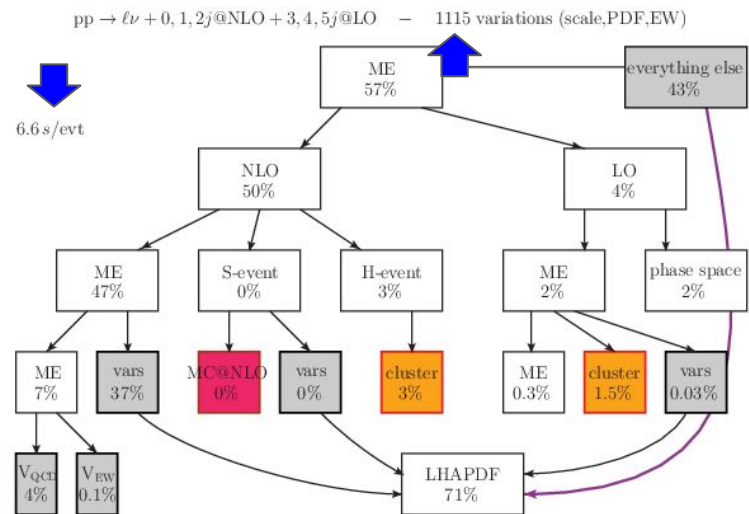 pp → ℓν + 0, 1, 2j@NLO + 3, 4, 5j@LO – 1115 variations (scale,PDF,EW)
ME
57%
everything else
43%
6.6 s/evt
NLO
50%
LO
4%
ME
47%
S-event
0%
H-event
3%
ME
2%
phase space
2%
ME
7%
vars
37%
MC@NLO
0%
vars
0%
cluster
3%
ME
0.3%
cluster
1.5%
vars
0.03%
V_QCD
4%
V_EW
0.1%
LHAPDF
71%